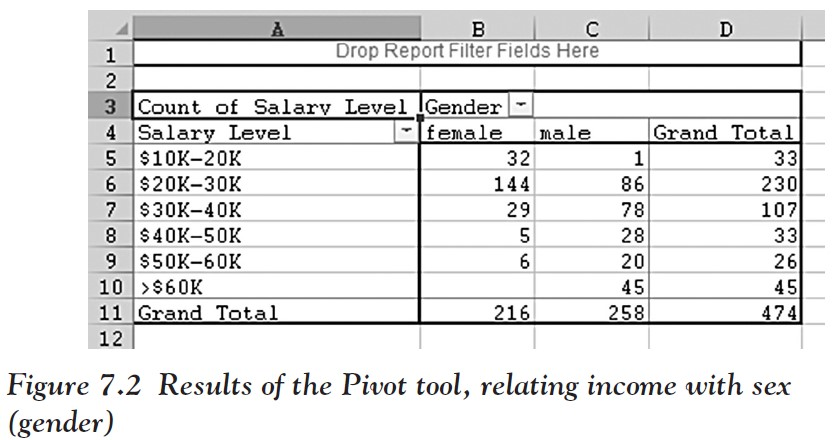 A B C D
1 Drop Report Filter Fields Here
2
3 Count of Salary Level Gender
4 Salary Level female male Grand Total
5 $10K–20K 32 1 33
6 $20K–30K 144 86 230
7 $30K–40K 29 78 107
8 $40K–50K 5 28 33
9 $50K–60K 6 20 26
10 >$60K 45 45
11 Grand Total 216 258 474
12
Figure 7.2 Results of the Pivot tool, relating income with sex
(gender)